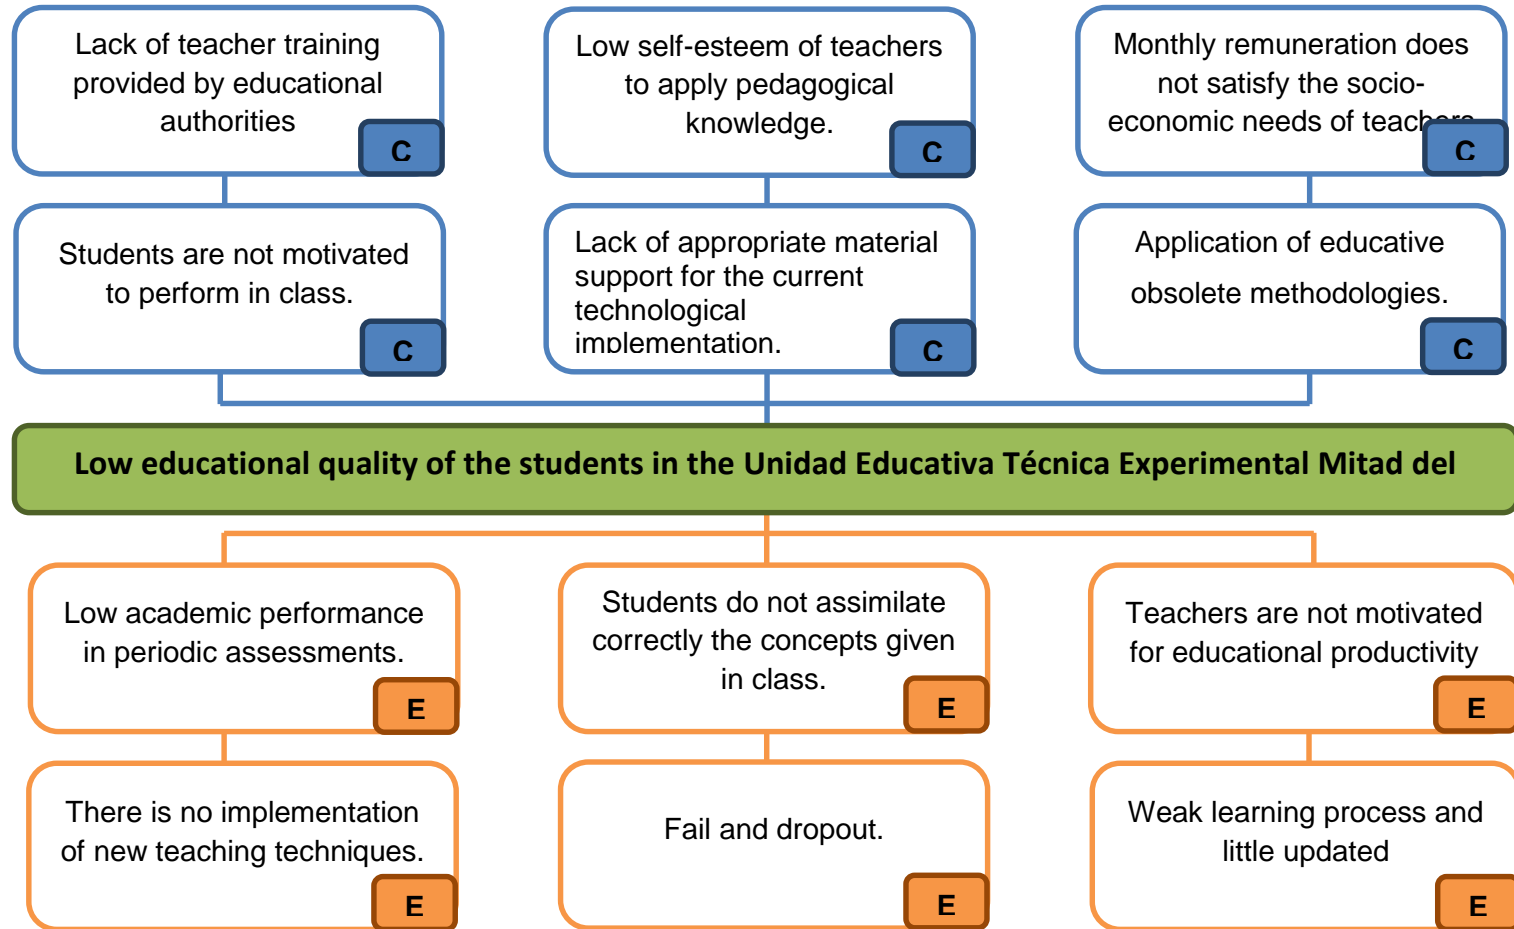 Lack of teacher training
provided by educational
authorities
C
Low self-esteem of teachers
to apply pedagogical
knowledge.
C
Monthly remuneration does
not satisfy the socio-
economic needs of teachers
C
Students are not motivated
to perform in class.
C
Lack of appropriate material
support for the current
technological
implementation.
C
Application of educative
obsolete methodologies.
C
Low educational quality of the students in the Unidad Educativa Técnica Experimental Mitad del
Low academic performance
in periodic assessments.
E
Students do not assimilate
correctly the concepts given
in class.
E
Teachers are not motivated
for educational productivity
E
There is no implementation
of new teaching techniques.
E
Fail and dropout.
E
Weak learning process and
little updated
E